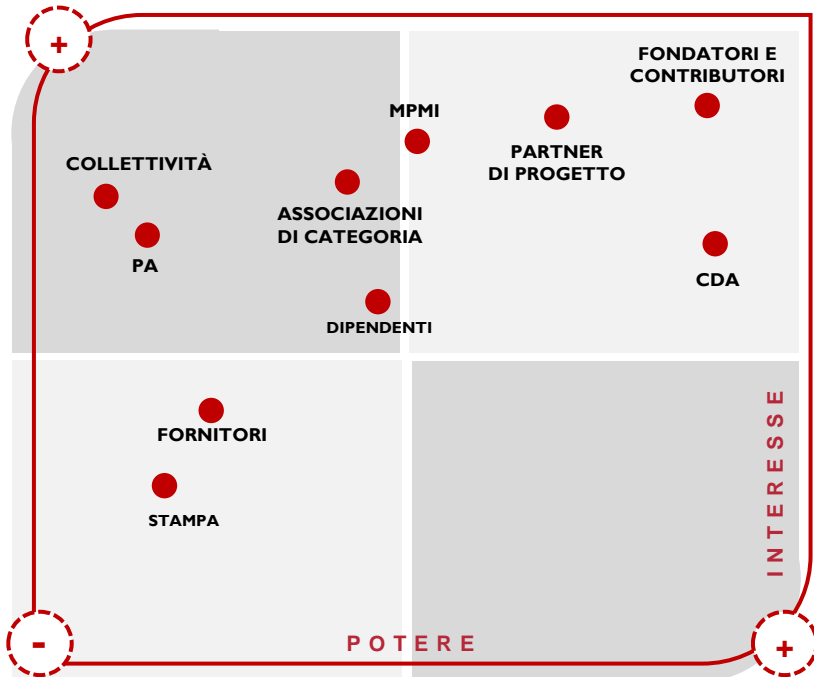 +
FONDATORI E
CONTRIBUTORI
MPMI
PARTNER
DI PROGETTO
COLLETTIVITÀ
ASSOCIAZIONI
DI CATEGORIA
PA
CDA
DIPENDENTI
FORNITORI
STAMPA
INTERESSE
-
POTERE
+